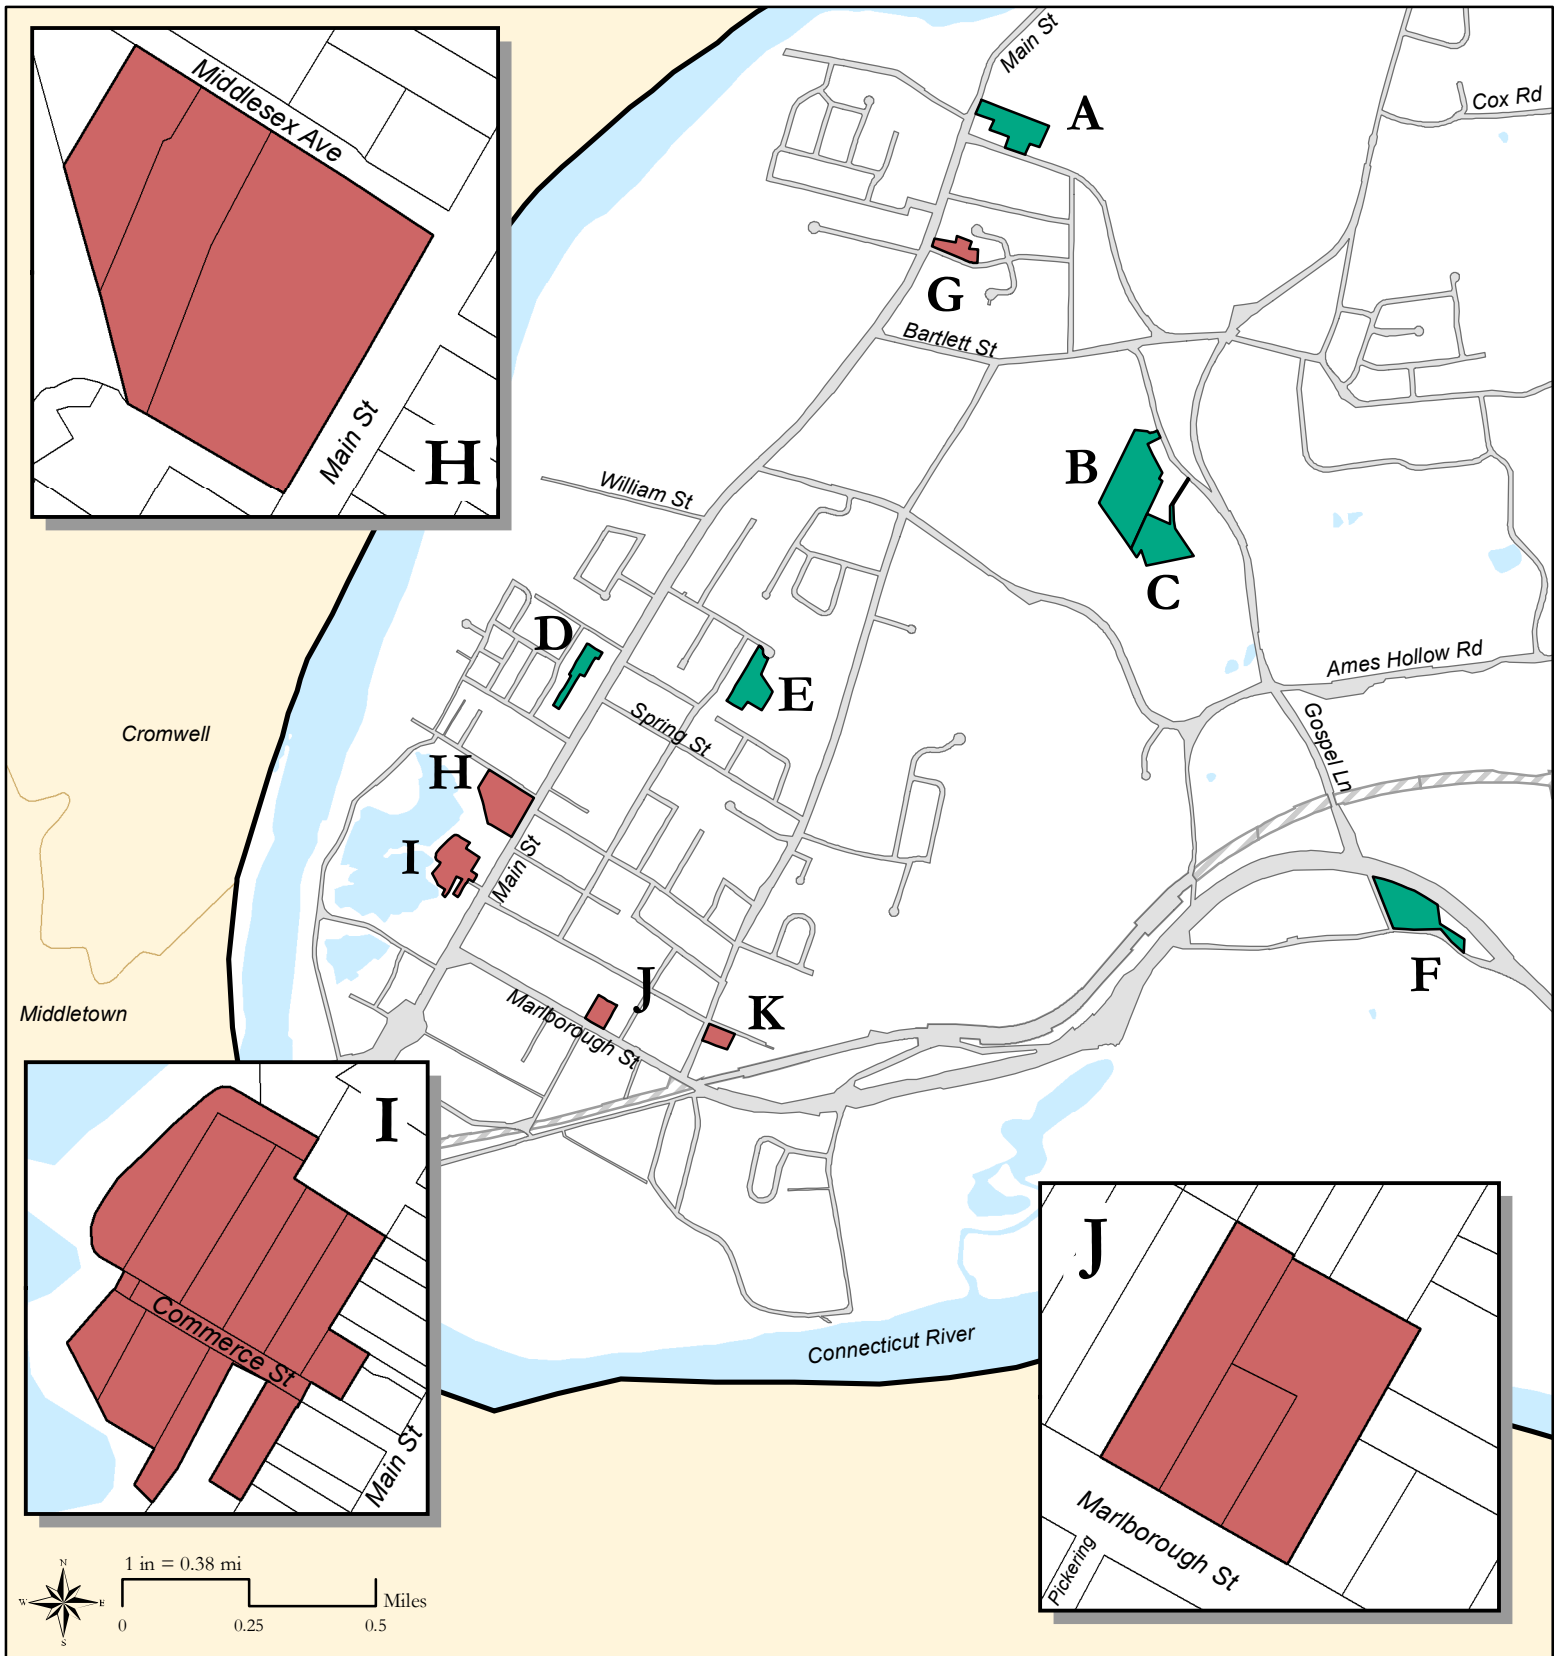 Main St
A
Cox Rd
Middlesex Ave
Main St
H
G
Bartlett St
B
C
William St
D
E
Spring St
Ames Hollow Rd
Gospel Ln
Cromwell
H
I
Main St
F
Middletown
J
K
Marlborough St
I
Commerce St
Main St
Connecticut River
J
Marlborough St
Pickering
N
W
E
S
1 in = 0.38 mi
Miles
0
0.25
0.5